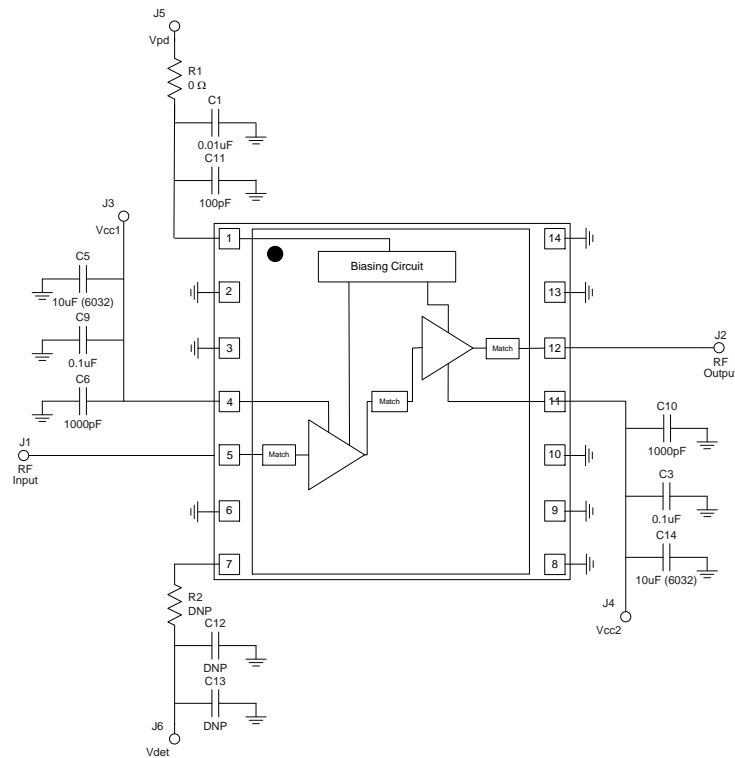 J5
Vpd
R1
0 Ω
C1
0.01uF
C11
100pF
J3
Vcc1
C5
10uF (6032)
C9
0.1uF
C6
1000pF
J1
RF
Input
1
2
3
4
5
6
7
Biasing Circuit
Match
Match
Match
14
13
12
11
10
9
8
J2
RF
Output
C10
1000pF
C3
0.1uF
C14
10uF (6032)
J4
Vcc2
R2
DNP
C12
DNP
C13
DNP
J6
Vdet